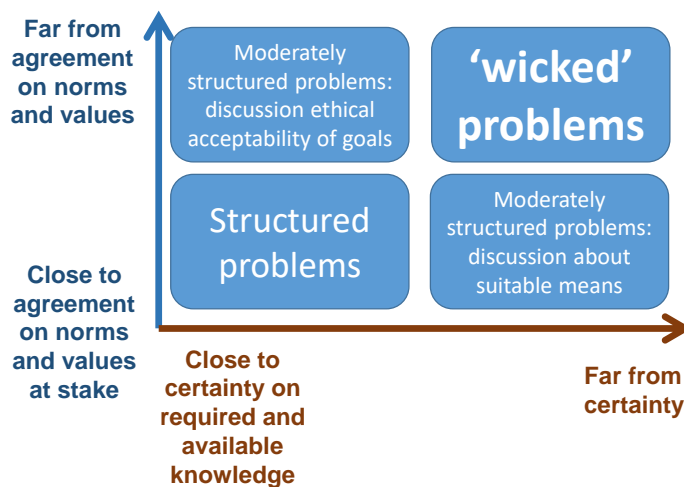 Far from
agreement
on norms
and values
Moderately
structured problems:
discussion ethical
acceptability of goals
‘wicked’
problems
Structured
problems
Moderately
structured problems:
discussion about
suitable means
Close to
agreement
on norms
and values
at stake
Close to
certainty on
required and
available
knowledge
Far from
certainty